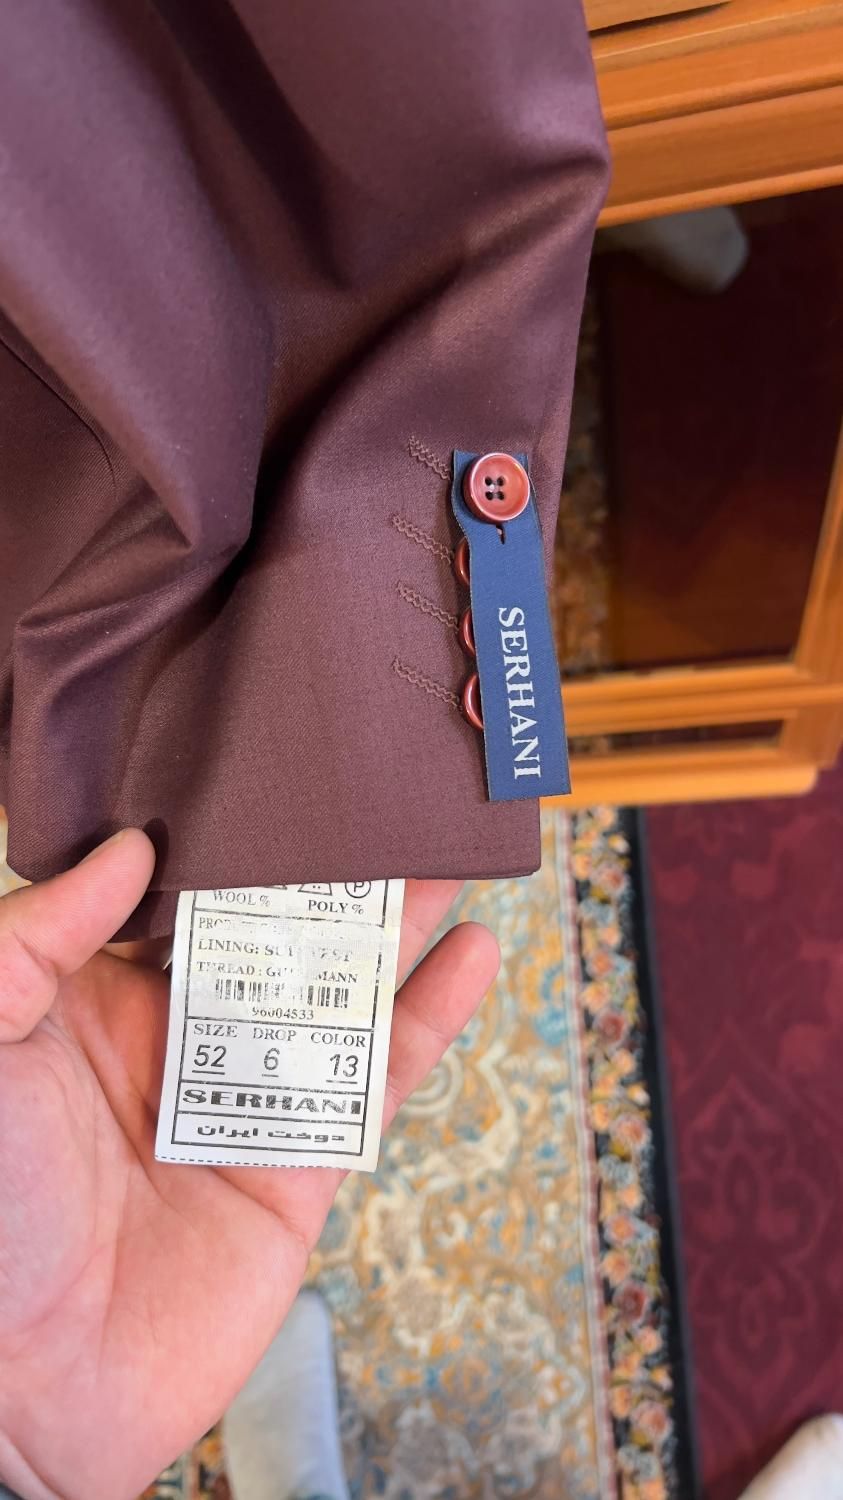 SERHANI
P
WOOL % POLY %
LINING:
THREAD :
96004533
SIZE DROP COLOR
52 6 13
SERHANI
دوخت ایران